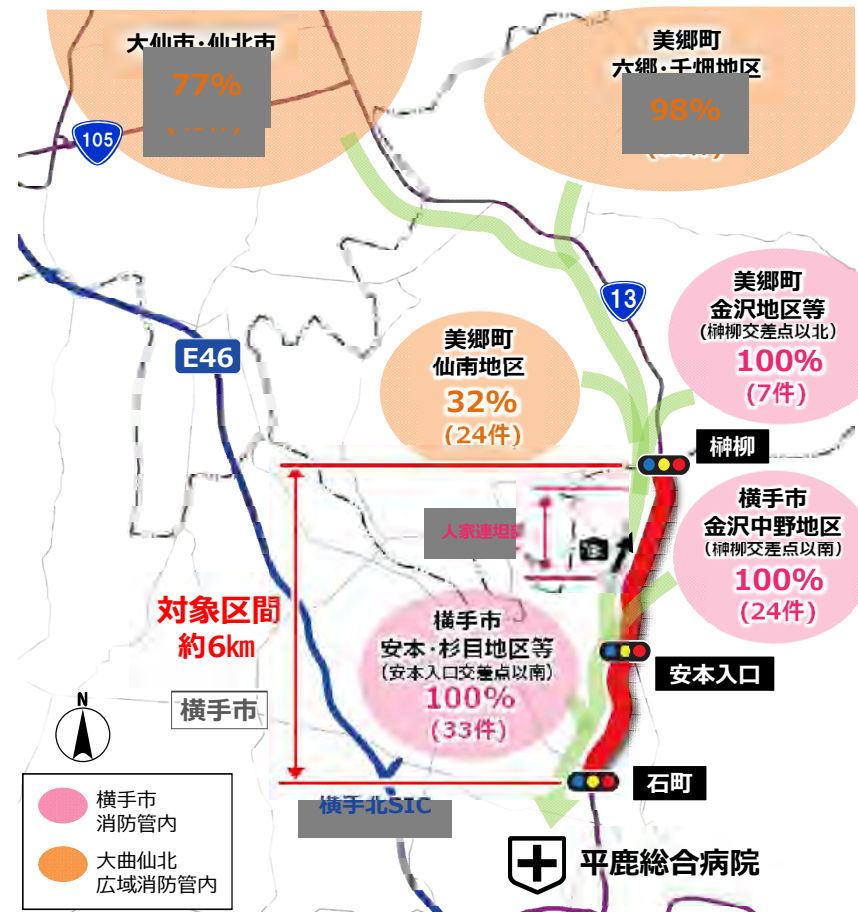 大仙市・仙北市
77%
105
美郷町
六郷・千畑地区
98%
13
美郷町
金沢地区等
(榊柳交差点以北)
100%
(7件)
E46
美郷町
仙南地区
32%
(24件)
榊柳
人家連坦部
横手市
金沢中野地区
(榊柳交差点以南)
100%
(24件)
対象区間
約6km
横手市
安本・杉目地区等
(安本入口交差点以南)
100%
(33件)
安本入口
横手市
N
石町
横手北SIC
平鹿総合病院
横手市
消防管内
大曲仙北
広域消防管内